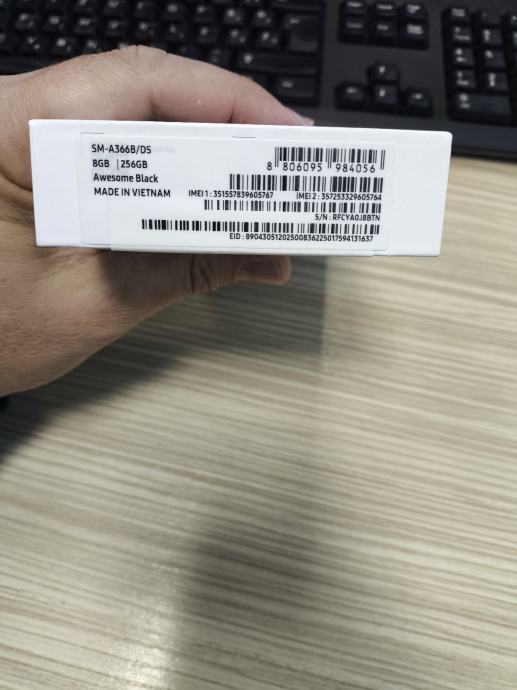 SM-A366B/DS
8GB | 256GB
Awesome Black
MADE IN VIETNAM
8 806095 984056
IMEI 1 : 351557839605767
IMEI 2 : 357253329605764
S/N : RFCYA0J8BTN
EID : 89043051202500836225017594131637